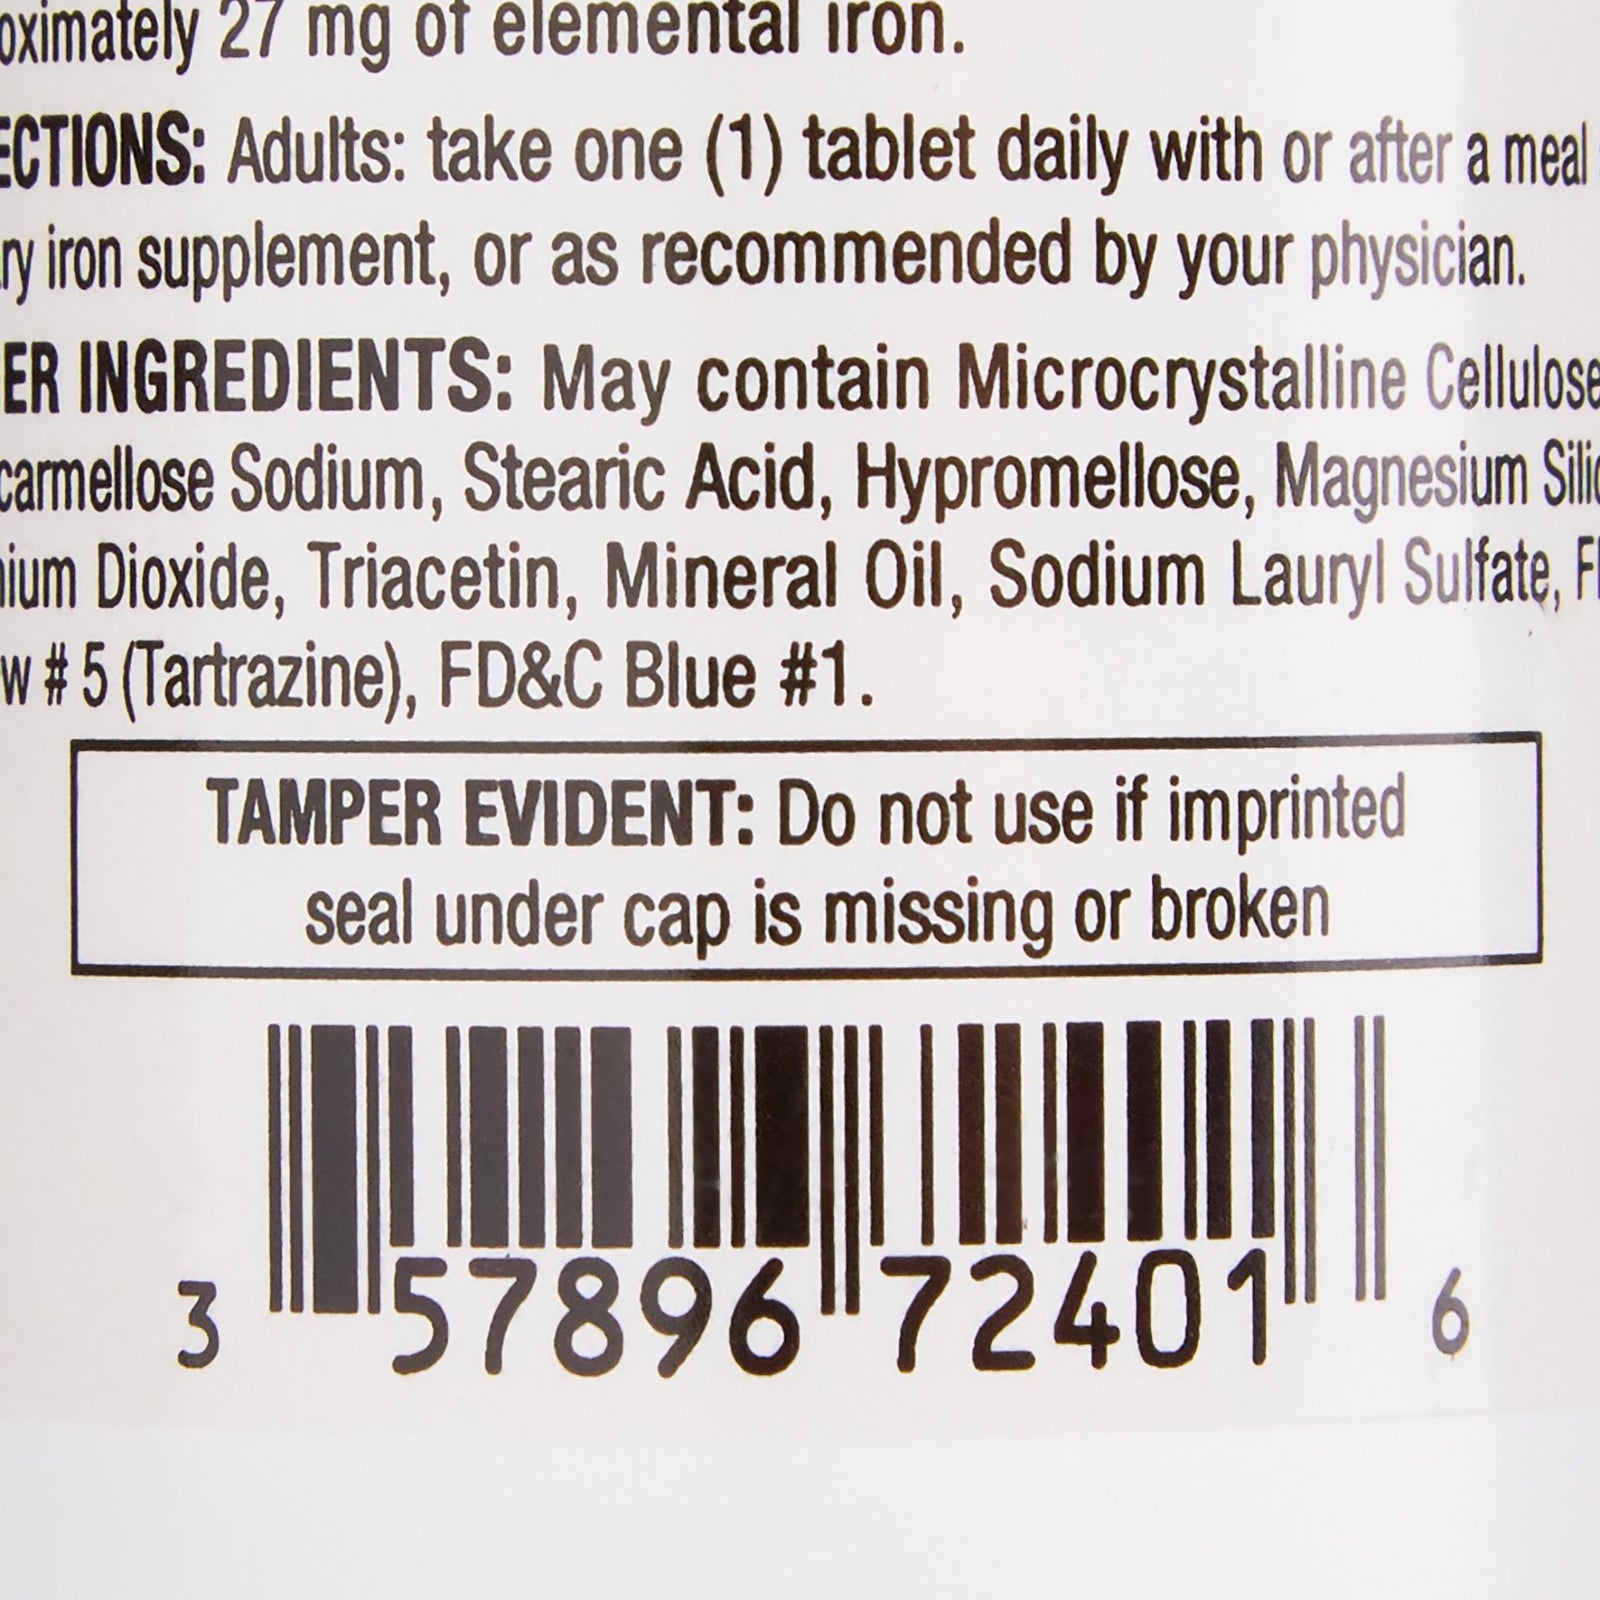 oximately 27 mg of elemental iron.
ECTIONS: Adults: take one (1) tablet daily with or after a meal
ry iron supplement, or as recommended by your physician.
ER INGREDIENTS: May contain Microcrystalline Cellulose
carmellose Sodium, Stearic Acid, Hypromellose, Magnesium Silic
nium Dioxide, Triacetin, Mineral Oil, Sodium Lauryl Sulfate, F
w # 5 (Tartrazine), FD&C Blue #1.
TAMPER EVIDENT: Do not use if imprinted
seal under cap is missing or broken
3 57896 72401 6